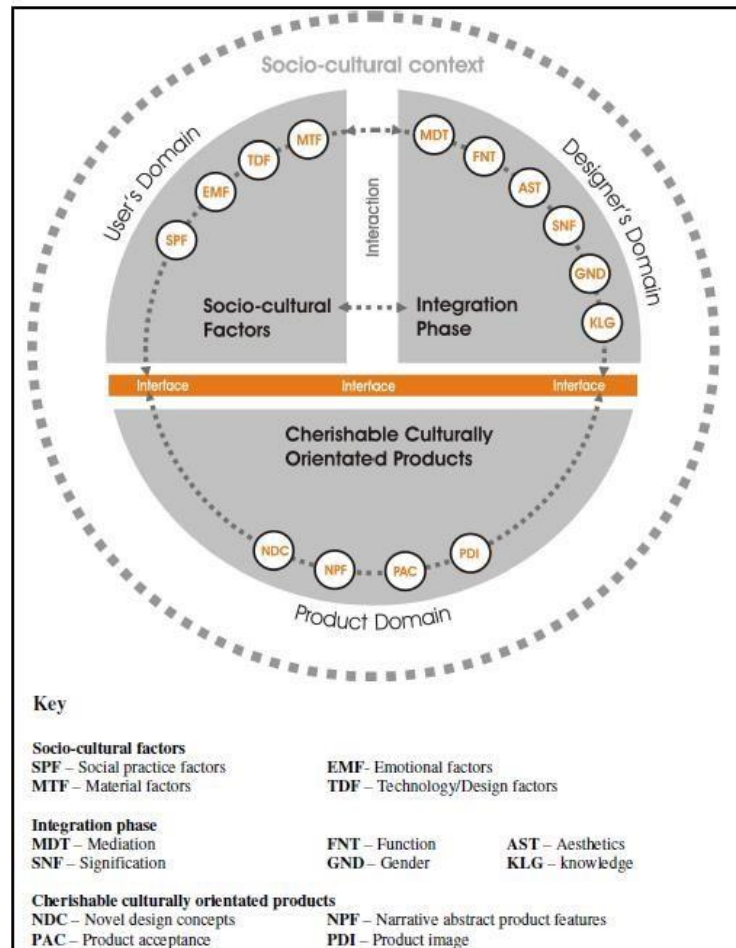 Socio-cultural context
User's Domain
Designer's Domain
SPF
EMF
TDF
MTF
MDT
FNT
AST
SNF
GND
KLG
Interaction
Socio-cultural
Factors
Integration
Phase
Interface
Interface
Interface
Cherishable Culturally
Orientated Products
NDC
NPF
PAC
PDI
Product Domain
Key
Socio-cultural factors
SPF – Social practice factors
EMF- Emotional factors
MTF – Material factors
TDF – Technology/Design factors
Integration phase
MDT – Mediation
FNT – Function
AST – Aesthetics
SNF – Signification
GND – Gender
KLG – knowledge
Cherishable culturally orientated products
NDC – Novel design concepts
NPF – Narrative abstract product features
PAC – Product acceptance
PDI – Product image